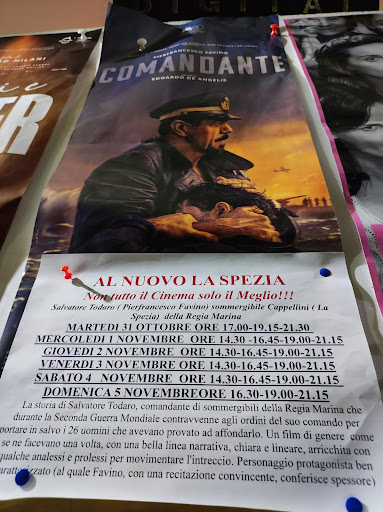 DIGITAL
O MILANI
ER
PIERFRANCESCO FAVINO
COMANDANTE
EDOARDO DE ANGELIS
AL NUOVO LA SPEZIA
Non tutto il Cinema solo il Meglio!!!
Salvatore Todaro ( Pierfrancesco Favino) sommergibile Cappellini ( La
Spezia) della Regia Marina
MARTEDI 31 OTTOBRE ORE 17.00-19.15-21.30
MERCOLEDI 1 NOVEMBRE ORE 14.30 -16.45-19.00-21.15
GIOVEDI 2 NOVEMBRE ORE 14.30-16.45-19.00-21.15
VENERDI 3 NOVEMBRE ORE 14.30-16.45-19.00-21.15
SABATO 4 NOVEMBRE ORE 14.30-16.45-19.00-21.15
DOMENICA 5 NOVEMBREORE 16.30-19.00-21.15
La storia di Salvatore Todaro, comandante di sommergibili della Regia Marina che
durante la Seconda Guerra Mondiale contravvenne agli ordini del suo comando per
portare in salvo i 26 uomini che avevano provato ad affondarlo. Un film di genere come
se ne facevano una volta, con una bella linea narrativa, chiara e lineare, arricchita con
qualche analessi e prolessi per movimentare l'intreccio. Personaggio protagonista ben
caratterizzato (al quale Favino, con una recitazione convincente, conferisce spessore)